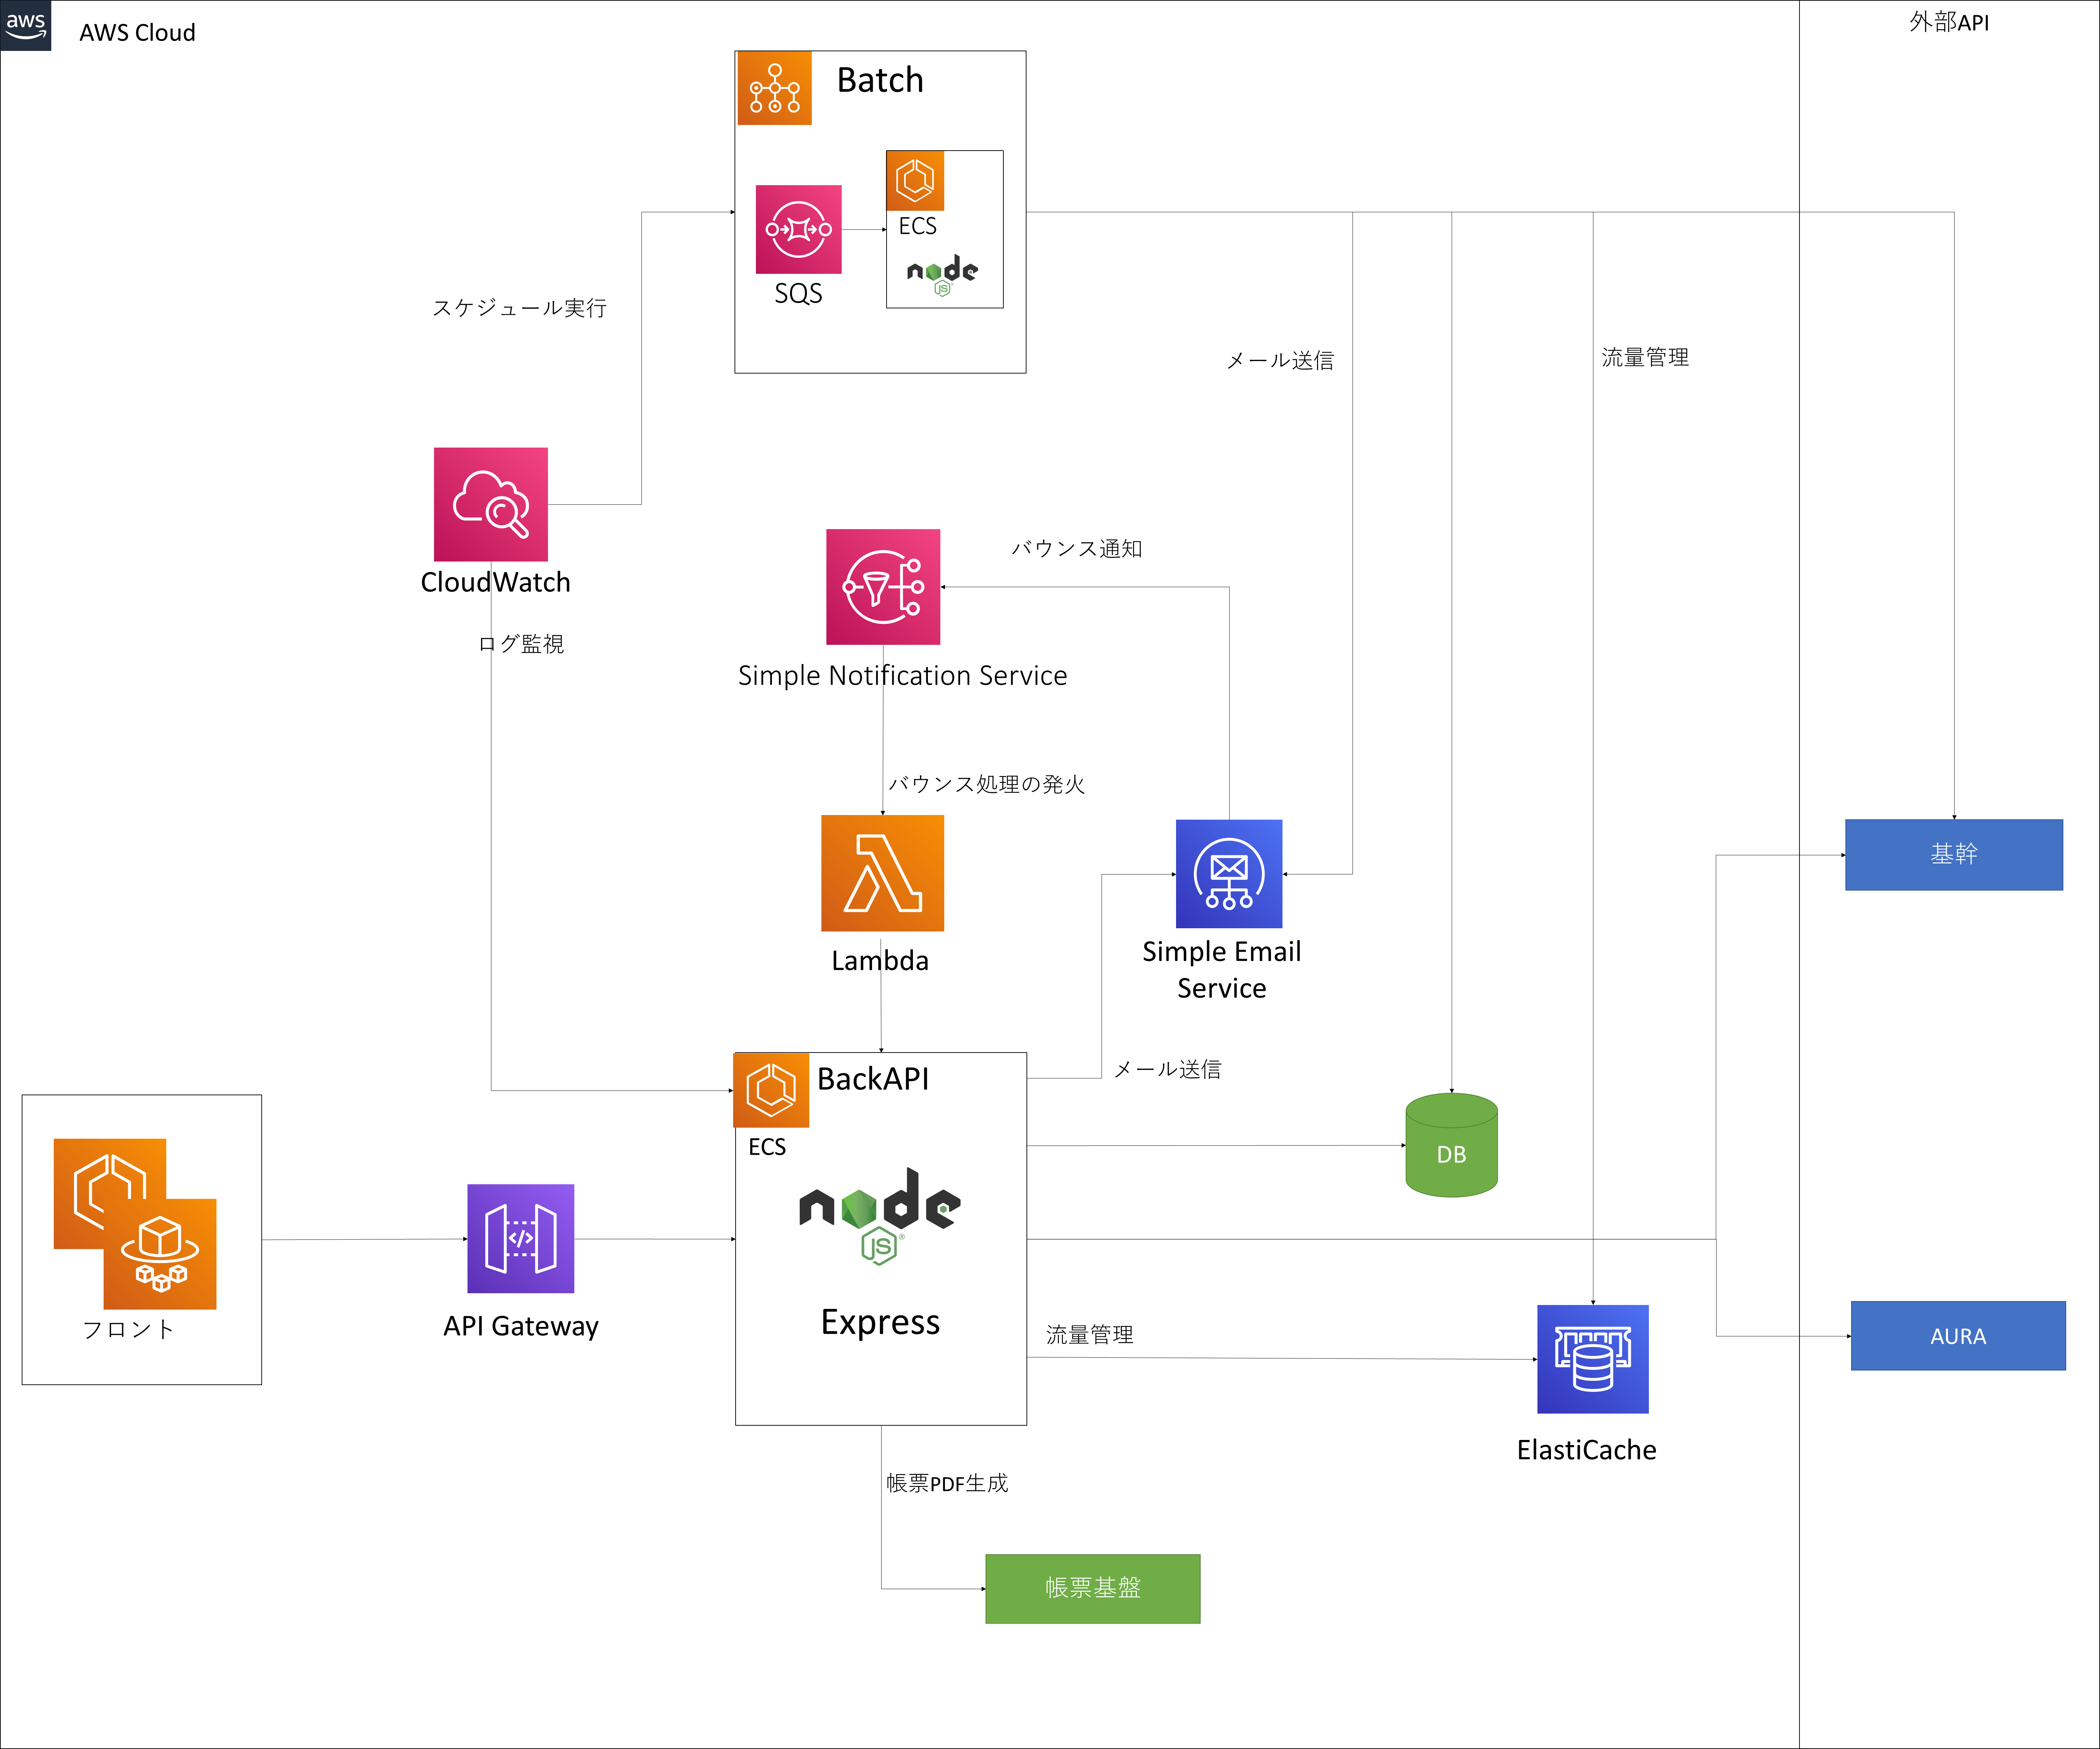 aws
AWS Cloud
外部API
Batch
ECS
node
JS
SQS
スケジュール実行
メール送信
流量管理
CloudWatch
ログ監視
バウンス通知
Simple Notification Service
バウンス処理の発火
Lambda
Simple Email
Service
基幹
BackAPI
ECS
メール送信
DB
node
JS®
</>
フロント
API Gateway
Express
流量管理
AURA
ElastiCache
帳票PDF生成
帳票基盤